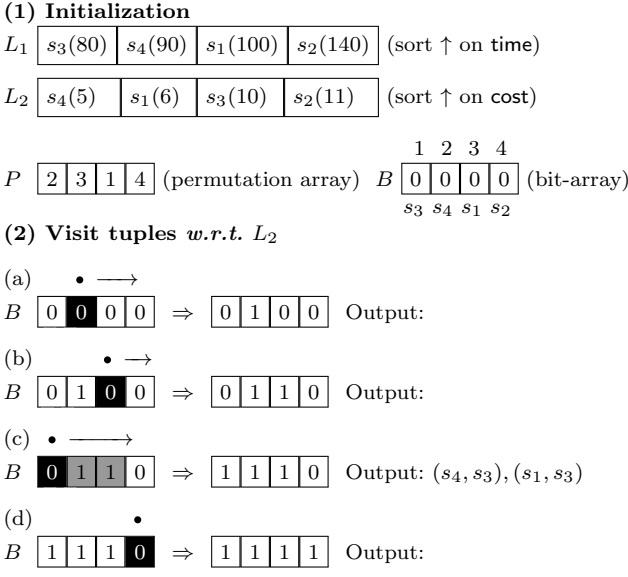 (1) Initialization
L₁ s₃(80) s₄(90) s₁(100) s₂(140) (sort ↑ on time)
L₂ s₄(5) s₁(6) s₃(10) s₂(11) (sort ↑ on cost)
1 2 3 4
P 2 3 1 4 (permutation array) B 0 0 0 0 (bit-array)
s₃ s₄ s₁ s₂
(2) Visit tuples w.r.t. L₂
(a) • ⟶
B 0 0 0 0 ⇒ 0 1 0 0 Output:
(b) • ⟶
B 0 1 0 0 ⇒ 0 1 1 0 Output:
(c) • ⟶
B 0 1 1 0 ⇒ 1 1 1 0 Output: (s₄, s₃), (s₁, s₃)
(d) •
B 1 1 1 0 ⇒ 1 1 1 1 Output: